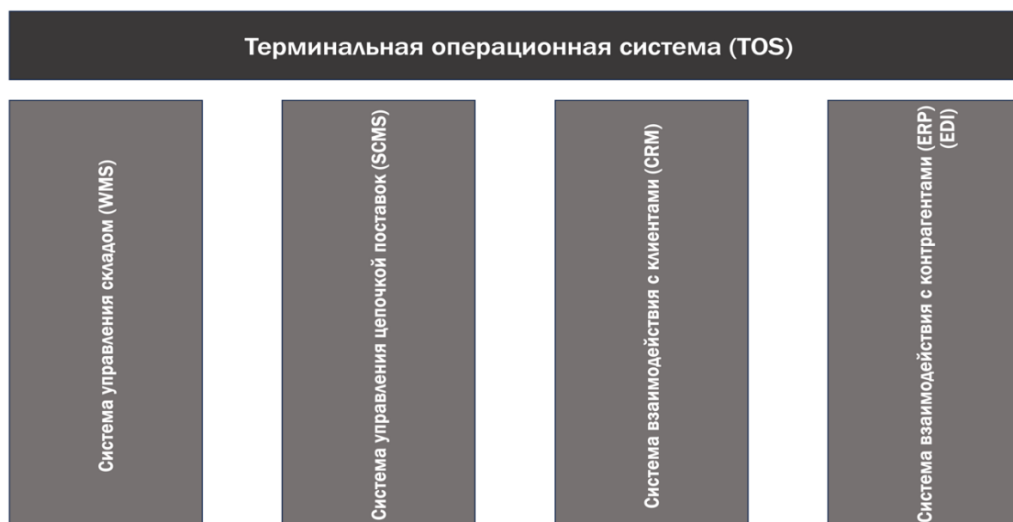 Терминальная операционная система (TOS)
Система управления складом (WMS)
Система управления цепочкой поставок (SCMS)
Система взаимодействия с клиентами (CRM)
Система взаимодействия с контрагентами (ERP)
(EDI)